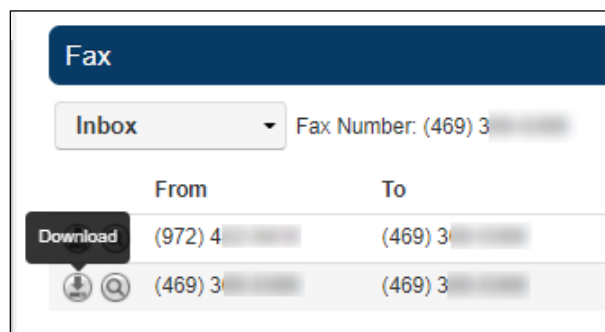 Fax
Inbox Fax Number: (469) 3
From To
Download (972) 4 (469) 3
(469) 3 (469) 3